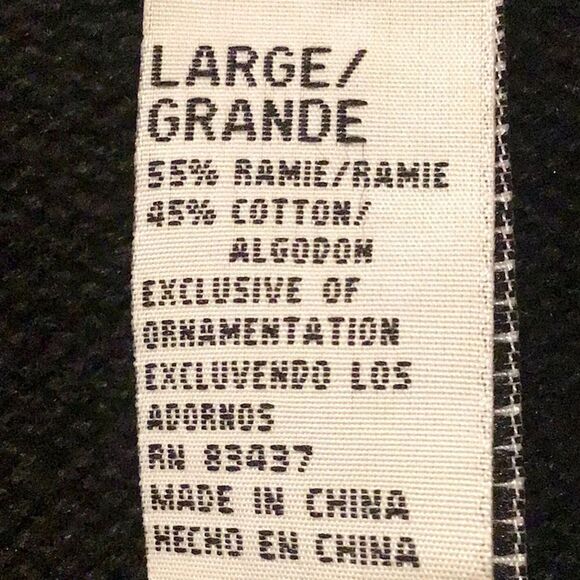 LARGE/
GRANDE
55% RAMIE/RAMIE
45% COTTON/
ALGODON
EXCLUSIVE OF
ORNAMENTATION
EXCLUVENDO LOS
ADORNOS
RN 83437
MADE IN CHINA
HECHO EN CHINA